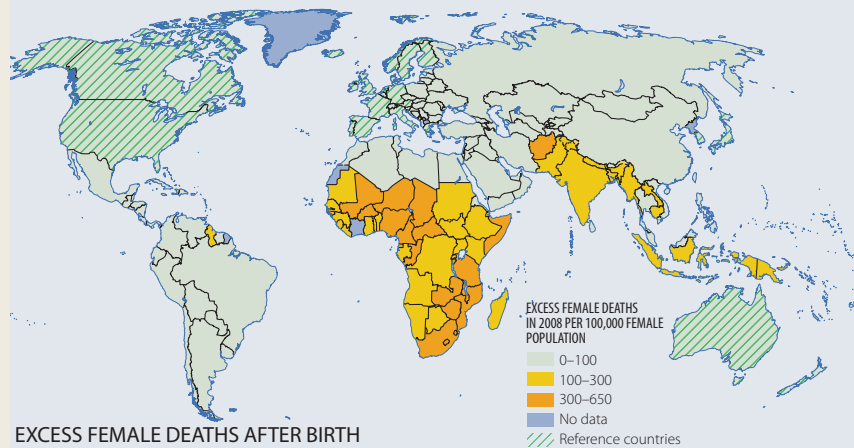 EXCESS FEMALE DEATHS
IN 2008 PER 100,000 FEMALE
POPULATION
0–100
100–300
300–650
No data
Reference countries
EXCESS FEMALE DEATHS AFTER BIRTH